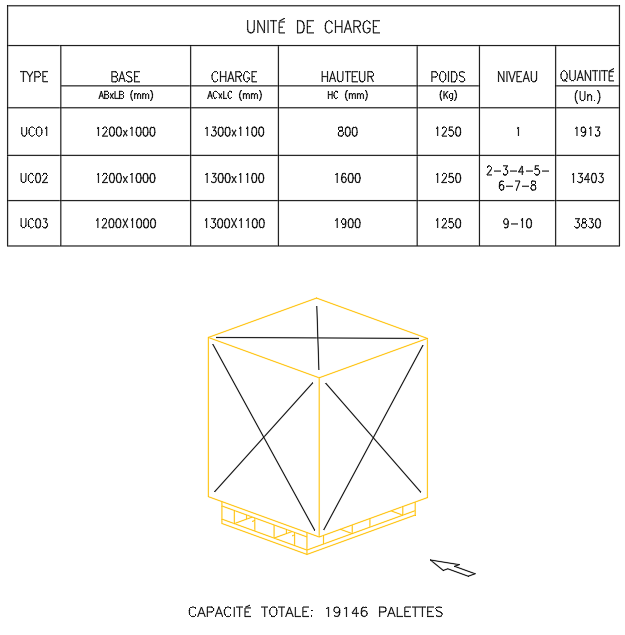 UNITÉ DE CHARGE
TYPE BASE CHARGE HAUTEUR POIDS NIVEAU QUANTITÉ
ABxLB (mm) ACxLC (mm) HC (mm) (Kg) (Un.)
UC01 1200x1000 1300x1100 800 1250 1 1913
UC02 1200x1000 1300x1100 1600 1250 2-3-4-5- 13403
6-7-8
UC03 1200X1000 1300X1100 1900 1250 9-10 3830
CAPACITÉ TOTALE: 19146 PALETTES